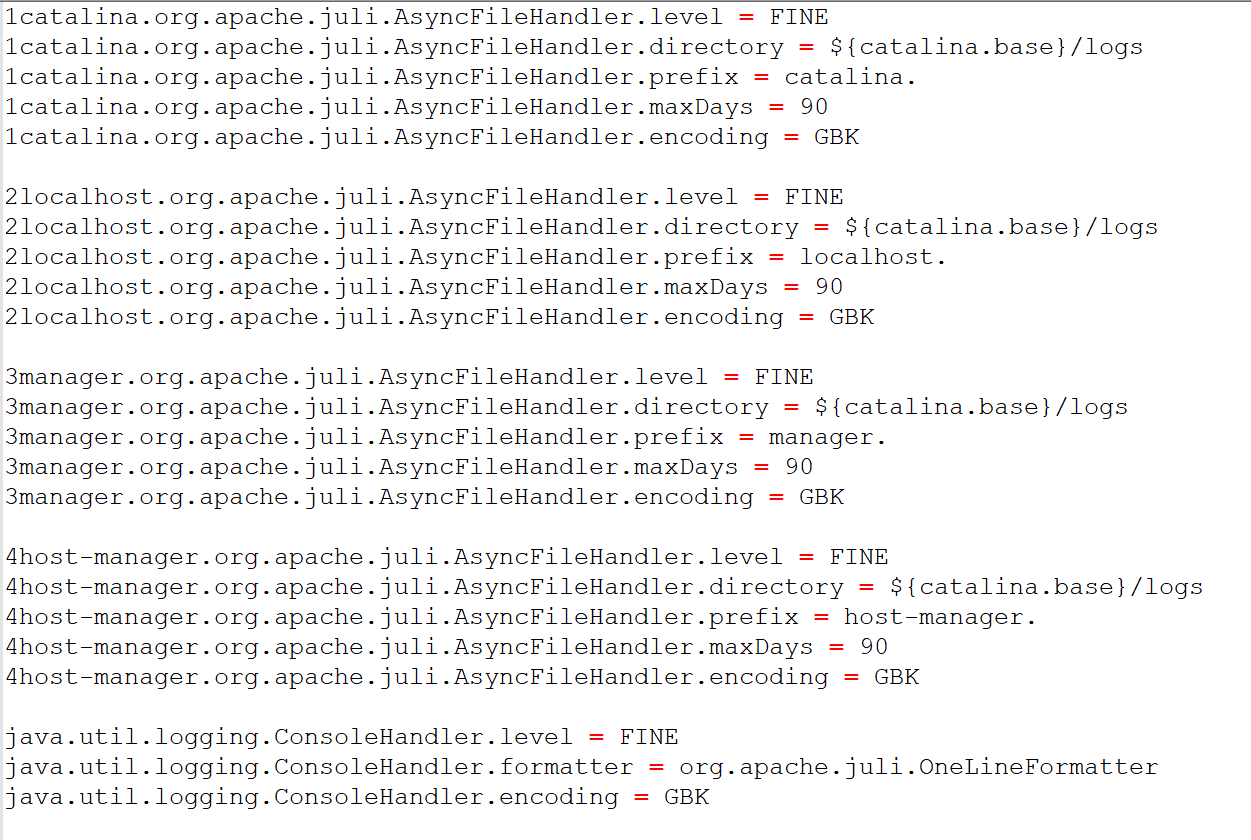 1catalina.org.apache.juli.AsyncFileHandler.level = FINE
1catalina.org.apache.juli.AsyncFileHandler.directory = ${catalina.base}/logs
1catalina.org.apache.juli.AsyncFileHandler.prefix = catalina.
1catalina.org.apache.juli.AsyncFileHandler.maxDays = 90
1catalina.org.apache.juli.AsyncFileHandler.encoding = GBK
2localhost.org.apache.juli.AsyncFileHandler.level = FINE
2localhost.org.apache.juli.AsyncFileHandler.directory = ${catalina.base}/logs
2localhost.org.apache.juli.AsyncFileHandler.prefix = localhost.
2localhost.org.apache.juli.AsyncFileHandler.maxDays = 90
2localhost.org.apache.juli.AsyncFileHandler.encoding = GBK
3manager.org.apache.juli.AsyncFileHandler.level = FINE
3manager.org.apache.juli.AsyncFileHandler.directory = ${catalina.base}/logs
3manager.org.apache.juli.AsyncFileHandler.prefix = manager.
3manager.org.apache.juli.AsyncFileHandler.maxDays = 90
3manager.org.apache.juli.AsyncFileHandler.encoding = GBK
4host-manager.org.apache.juli.AsyncFileHandler.level = FINE
4host-manager.org.apache.juli.AsyncFileHandler.directory = ${catalina.base}/logs
4host-manager.org.apache.juli.AsyncFileHandler.prefix = host-manager.
4host-manager.org.apache.juli.AsyncFileHandler.maxDays = 90
4host-manager.org.apache.juli.AsyncFileHandler.encoding = GBK
java.util.logging.ConsoleHandler.level = FINE
java.util.logging.ConsoleHandler.formatter = org.apache.juli.OneLineFormatter
java.util.logging.ConsoleHandler.encoding = GBK